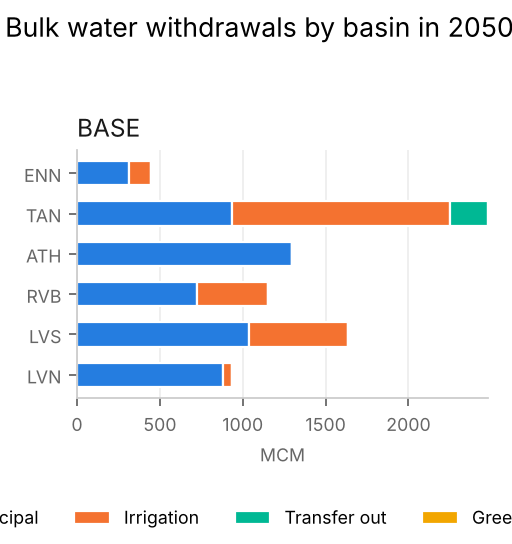 Bulk water withdrawals by basin in 2050
BASE
ENN
TAN
ATH
RVB
LVS
LVN
0 500 1000 1500 2000
MCM
cipal Irrigation Transfer out Gree